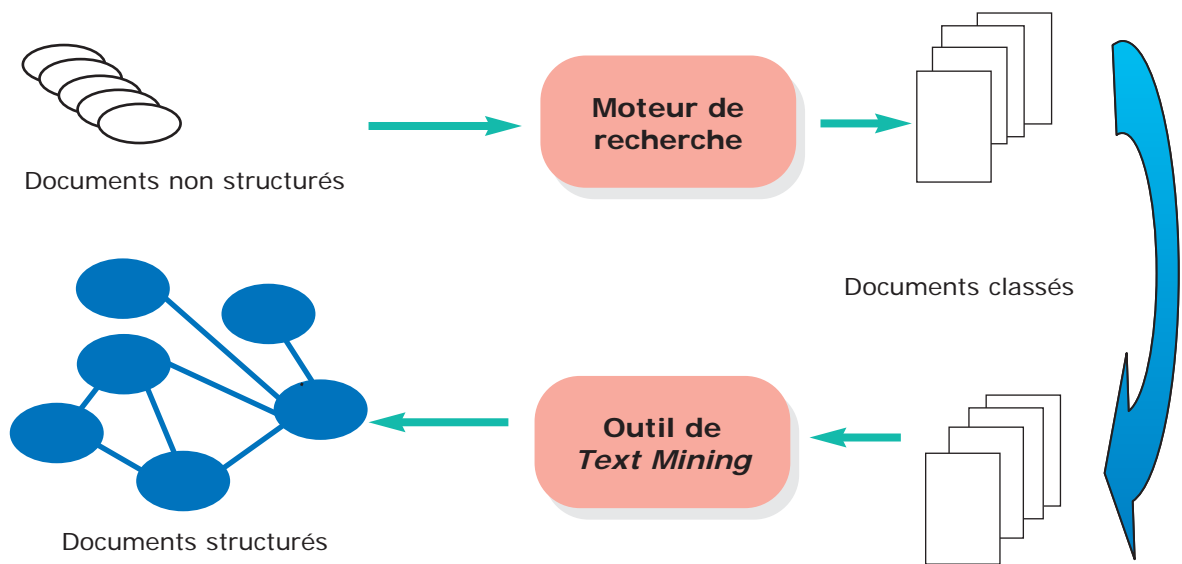 Moteur de
recherche
Documents non structurés
Documents classés
Outil de
Text Mining
Documents structurés